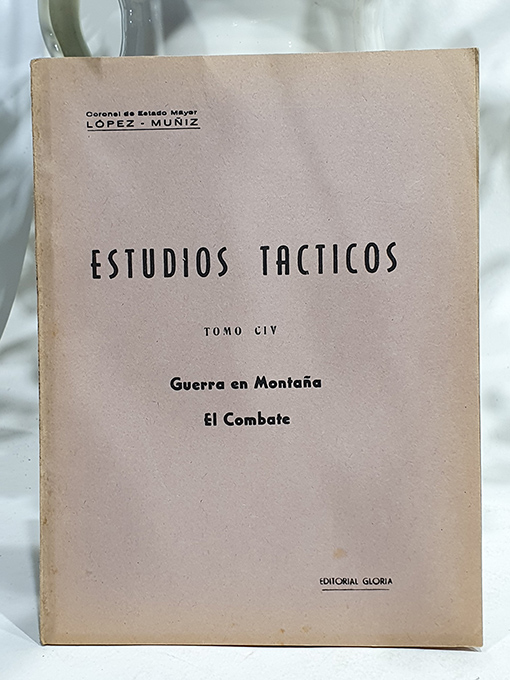 Coronel de Estado Mayor
LÓPEZ - MUÑIZ
ESTUDIOS TACTICOS
TOMO CIV
Guerra en Montaña
El Combate
EDITORIAL GLORIA